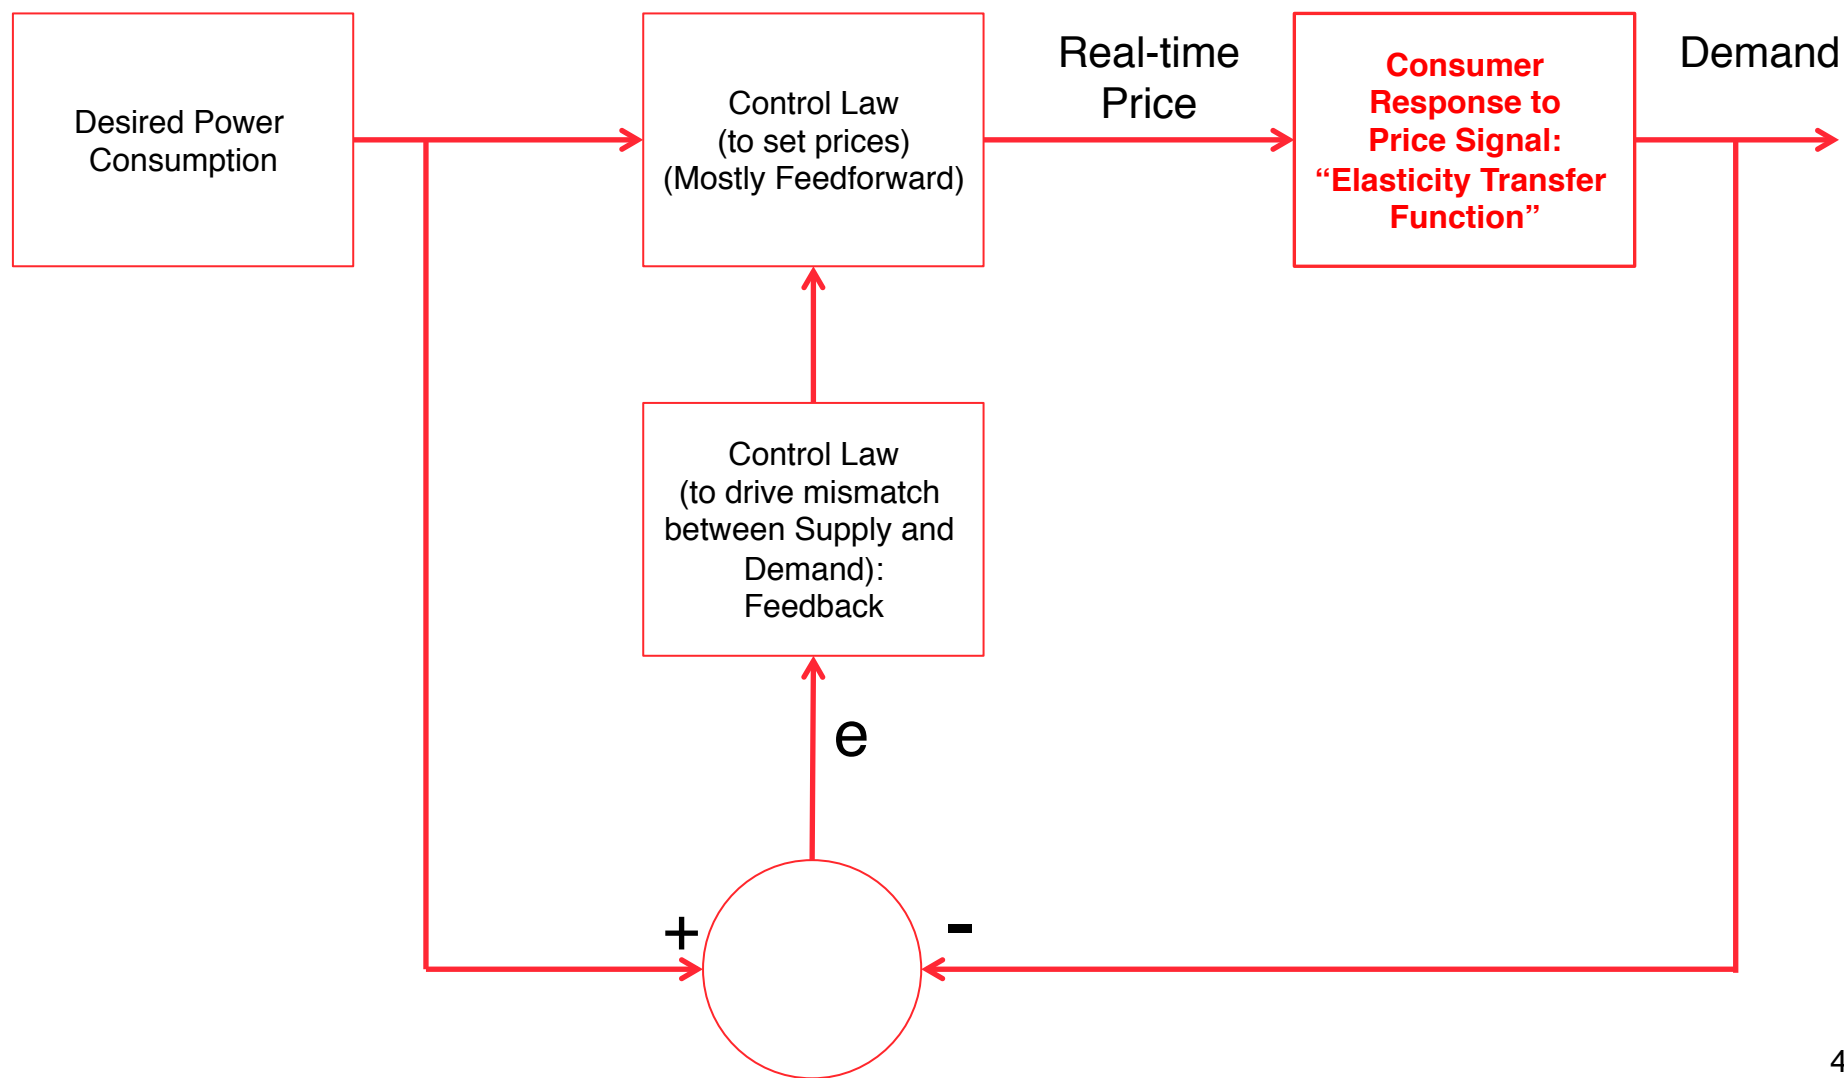 Desired Power
Consumption
Control Law
(to set prices)
(Mostly Feedforward)
Real-time
Price
Consumer
Response to
Price Signal:
“Elasticity Transfer
Function”
Demand
Control Law
(to drive mismatch
between Supply and
Demand):
Feedback
e
+
-
4